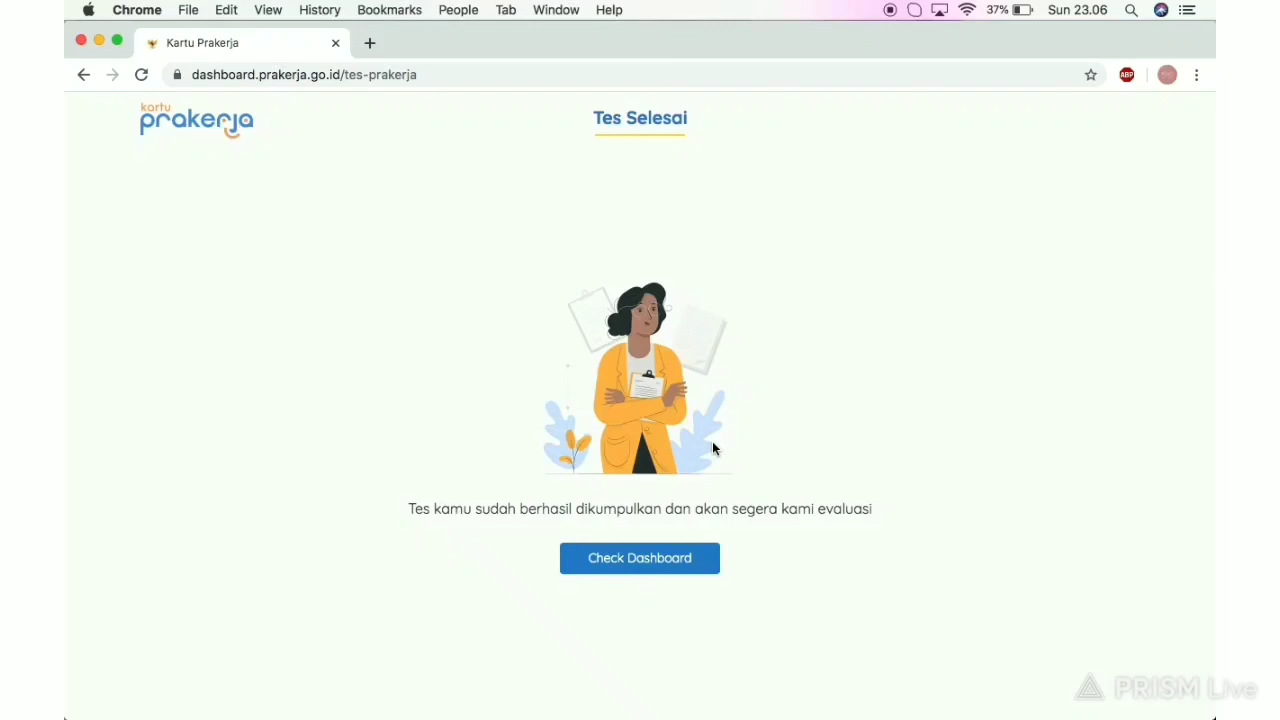 Chrome File Edit View History Bookmarks People Tab Window Help 37% Sun 23.06
Kartu Prakerja
dashboard.prakerja.go.id/tes-prakerja
ABP
kartu
prakerja
Tes Selesai
Tes kamu sudah berhasil dikumpulkan dan akan segera kami evaluasi
Check Dashboard
PRISM Live